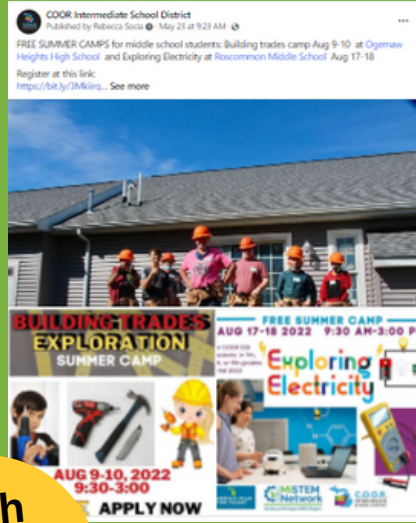 COOR Intermediate School District
Published by Rebecca Socia · May 23 at 9:23 AM ·
FREE SUMMER CAMPS for middle school students: Building trades camp Aug 9-10 at Ogemaw
Heights High School and Exploring Electricity at Roscommon Middle School Aug 17-18
Register at this link:
... See more
BUILDING TRADES
EXPLORATION
SUMMER CAMP
AUG 9-10, 2022
9:30-3:00
APPLY NOW
FREE SUMMER CAMP
AUG 17-18 2022 9:30 AM-3:00 P
Exploring
Electricity
MiSTEM
Network
C.O.O.R.
h